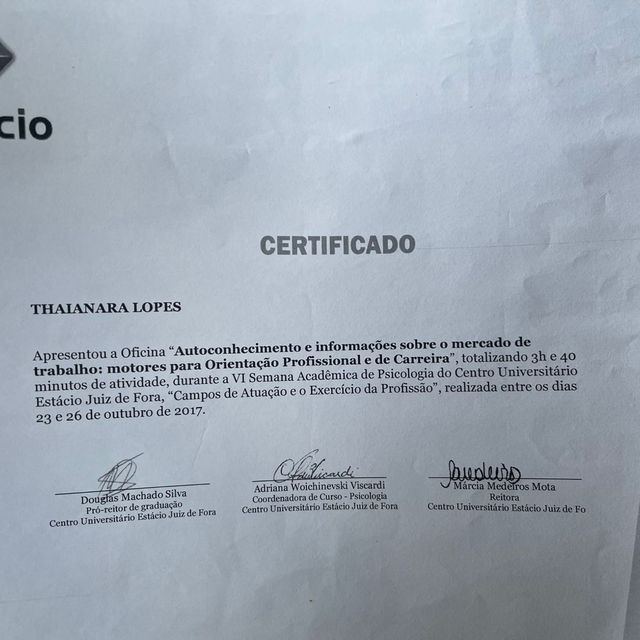 cio
CERTIFICADO
THAIANARA LOPES
Apresentou a Oficina “Autoconhecimento e informações sobre o mercado de
trabalho: motores para Orientação Profissional e de Carreira”, totalizando 3h e 40
minutos de atividade, durante a VI Semana Acadêmica de Psicologia do Centro Universitário
Estácio Juiz de Fora, “Campos de Atuação e o Exercício da Profissão”, realizada entre os dias
23 e 26 de outubro de 2017.
Douglas Machado Silva
Pró-reitor de graduação
Centro Universitário Estácio Juiz de Fora
Adriana Woichinevski Viscardi
Coordenadora de Curso - Psicologia
Centro Universitário Estácio Juiz de Fora
Márcia Medeiros Mota
Reitora
Centro Universitário Estácio Juiz de Fo